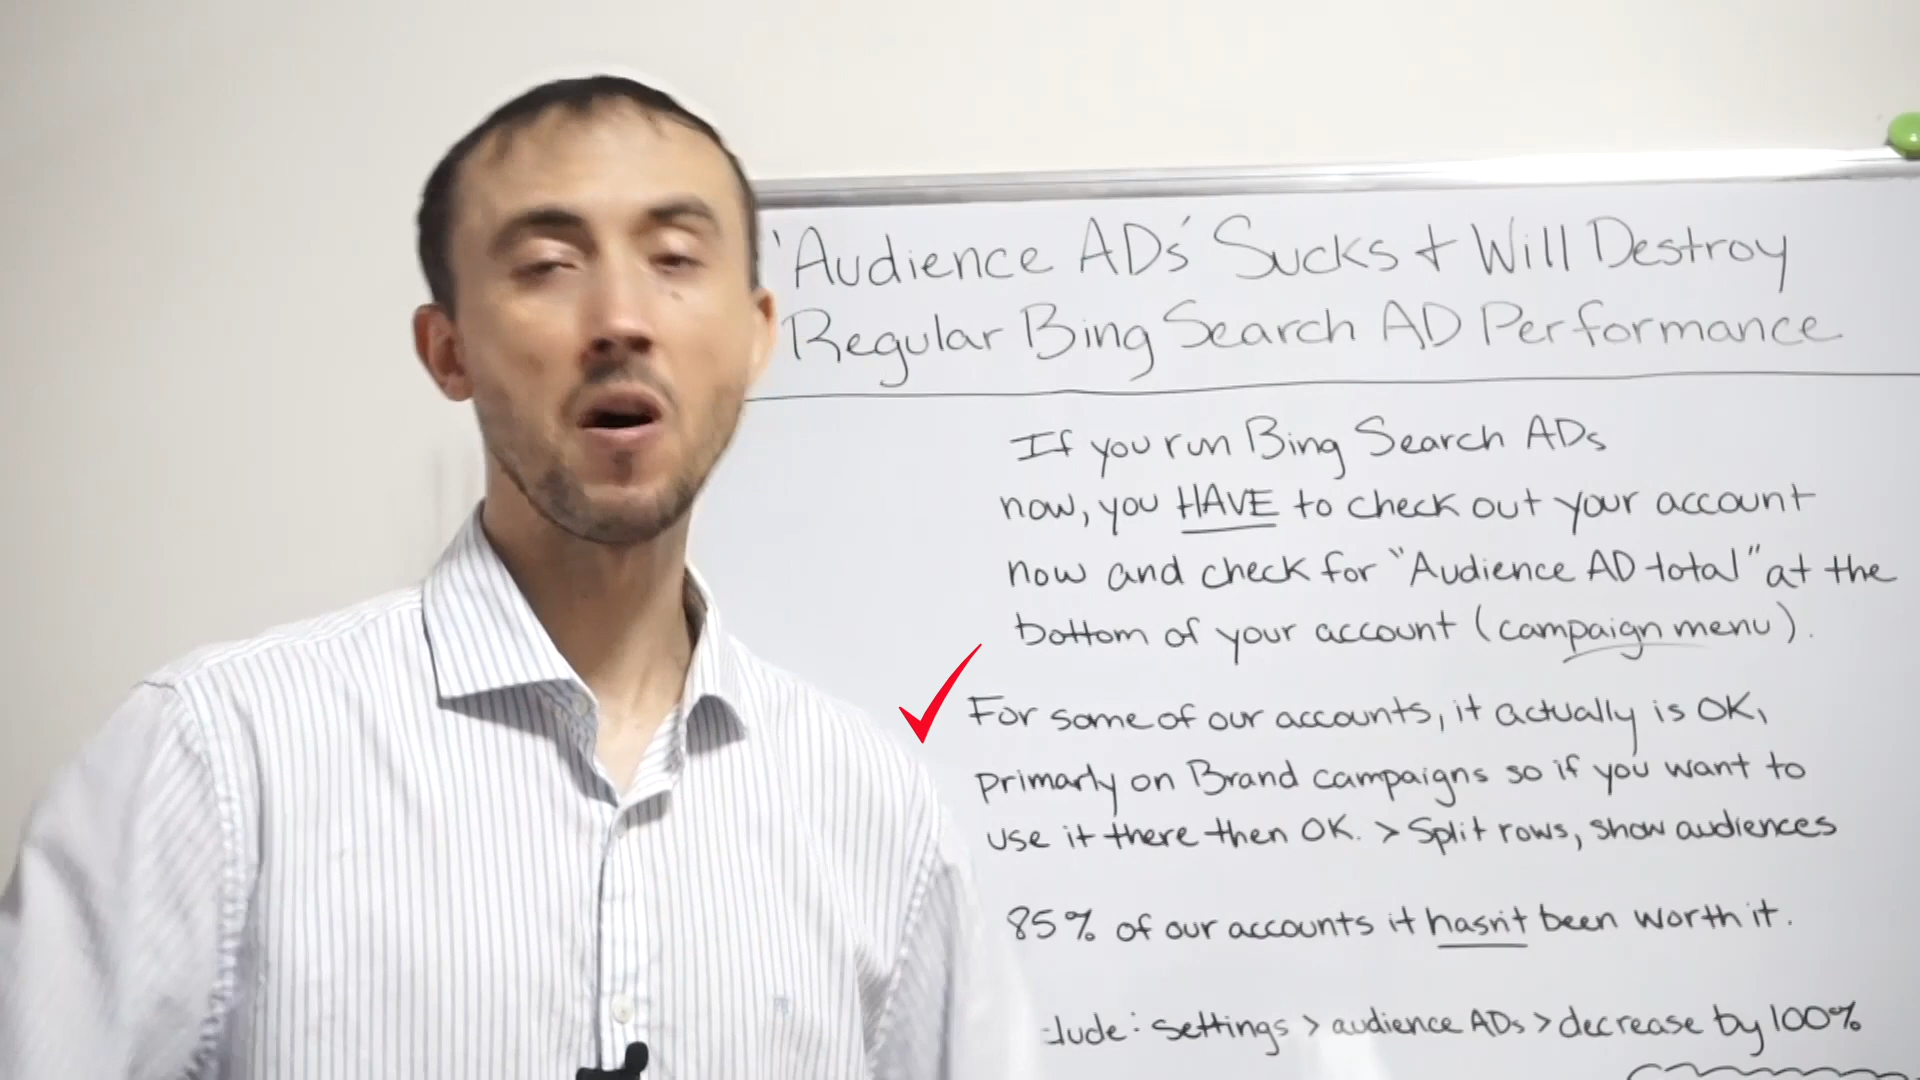 'Audience ADs' Sucks + Will Destroy
Regular Bing Search AD Performance
If you run Bing Search ADs
now, you HAVE to check out your account
now and check for "Audience AD total" at the
bottom of your account (campaign menu).
For some of our accounts, it actually is OK,
primarly on Brand campaigns so if you want to
use it there then OK. > Split rows, show audiences
85% of our accounts it hasn't been worth it.
settings > audience ADs > decrease by 100%